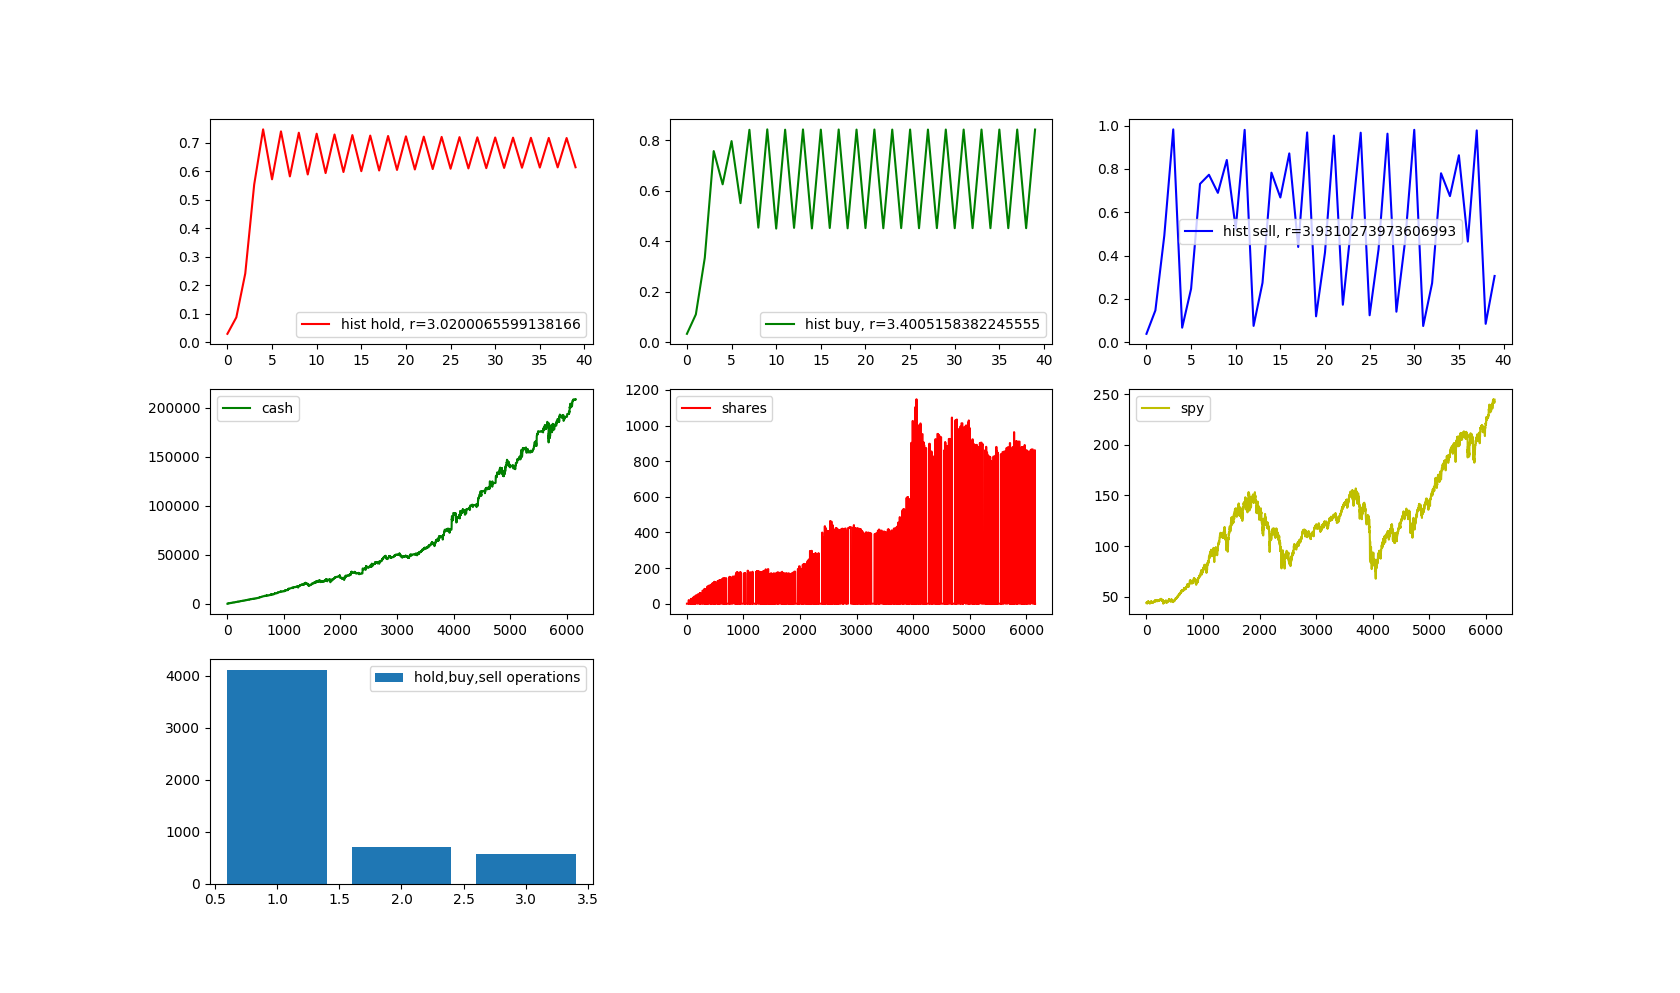 0.7
0.6
0.5
0.4
0.3
0.2
0.1
0.0
0 5 10 15 20 25 30 35 40
hist hold, r=3.0200065599138166
0.8
0.6
0.4
0.2
0.0
0 5 10 15 20 25 30 35 40
hist buy, r=3.4005158382245555
1.0
0.8
0.6
0.4
0.2
0.0
0 5 10 15 20 25 30 35 40
hist sell, r=3.9310273973606993
200000
150000
100000
50000
0
0 1000 2000 3000 4000 5000 6000
cash
1200
1000
800
600
400
200
0
0 1000 2000 3000 4000 5000 6000
shares
250
200
150
100
50
0 1000 2000 3000 4000 5000 6000
spy
4000
3000
2000
1000
0
0.5 1.0 1.5 2.0 2.5 3.0 3.5
hold,buy,sell operations